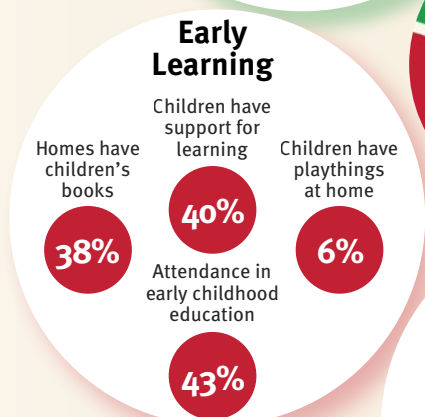 Early
Learning
Children have
support for
learning
40%
Homes have
children's
books
38%
Children have
playthings
at home
6%
Attendance in
early childhood
education
43%